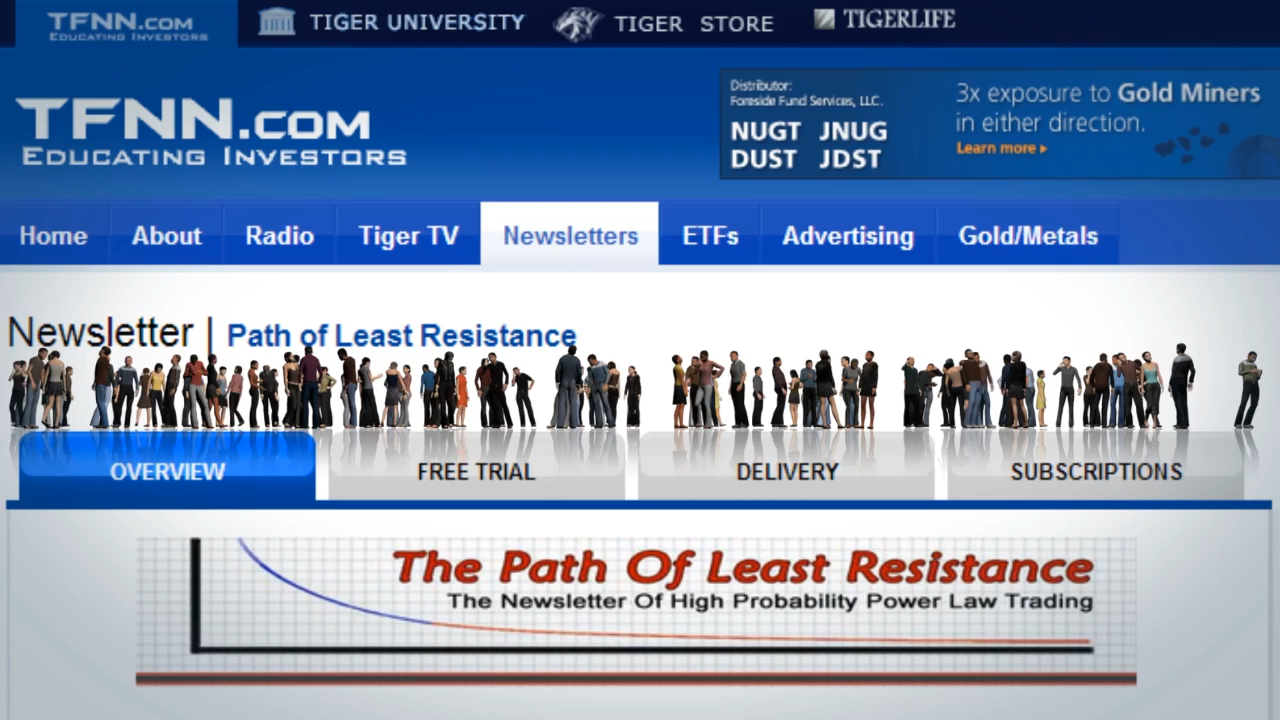 TFNN.COM
EDUCATING INVESTORS
TIGER UNIVERSITY
TIGER STORE
TIGERLIFE
TFNN.COM
EDUCATING INVESTORS
Distributor:
Foreside Fund Services, LLC.
NUGT JNUG
DUST JDST
3x exposure to Gold Miners
in either direction.
Learn more
Home About Radio Tiger TV Newsletters ETFs Advertising Gold/Metals
Newsletter | Path of Least Resistance
OVERVIEW FREE TRIAL DELIVERY SUBSCRIPTIONS
The Path Of Least Resistance
The Newsletter Of High Probability Power Law Trading